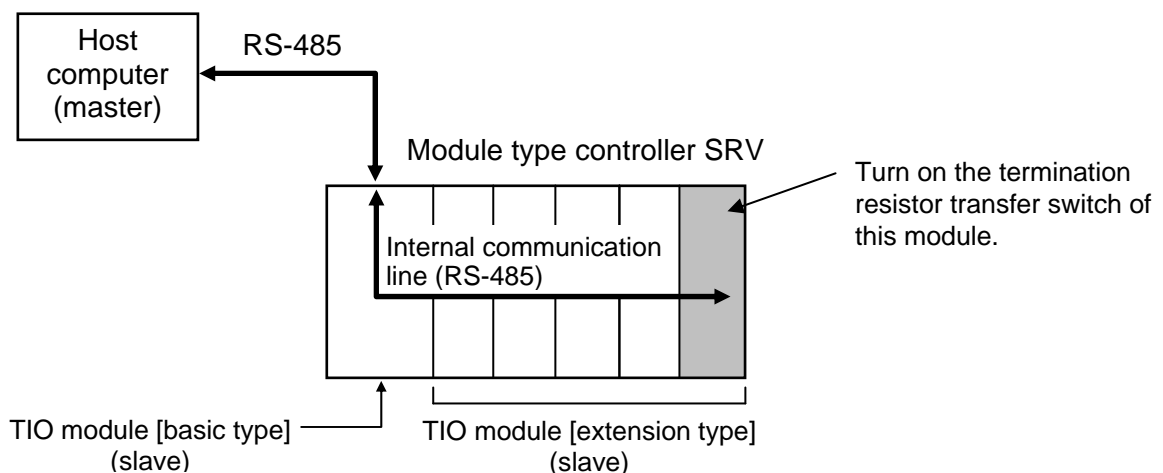 Host
computer
(master)
RS-485
Module type controller SRV
Turn on the termination
resistor transfer switch of
this module.
Internal communication
line (RS-485)
TIO module [basic type]
(slave)
TIO module [extension type]
(slave)